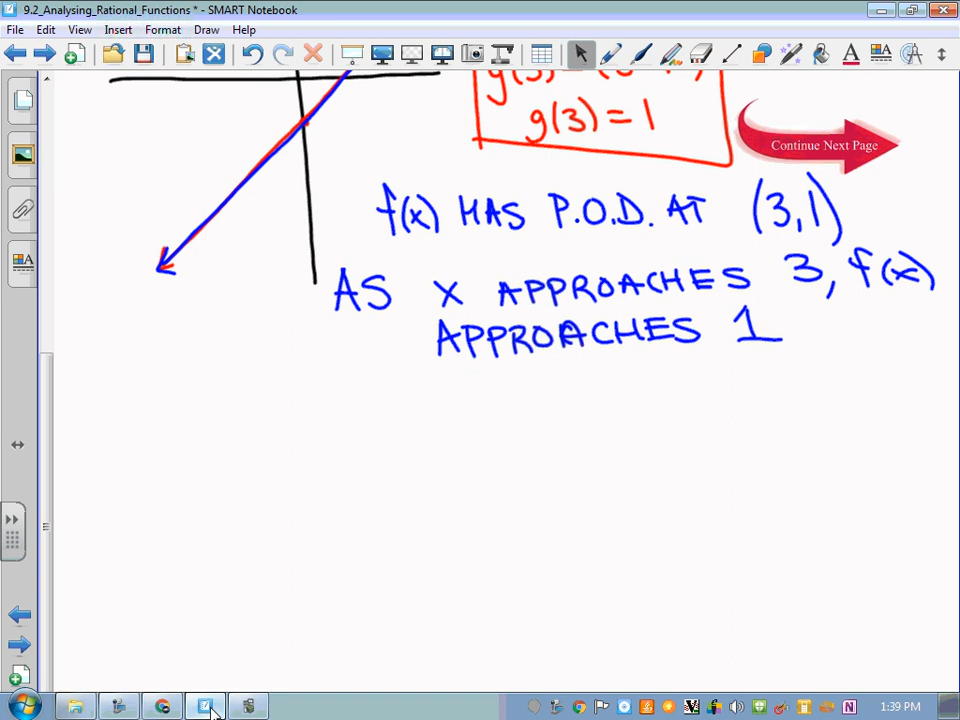 9.2_Analysing_Rational_Functions * - SMART Notebook
File Edit View Insert Format Draw Help
g(3) = 1
Continue Next Page
f(x) HAS P.O.D. AT (3,1)
AS X APPROACHES 3, f(x)
APPROACHES 1
1:39 PM